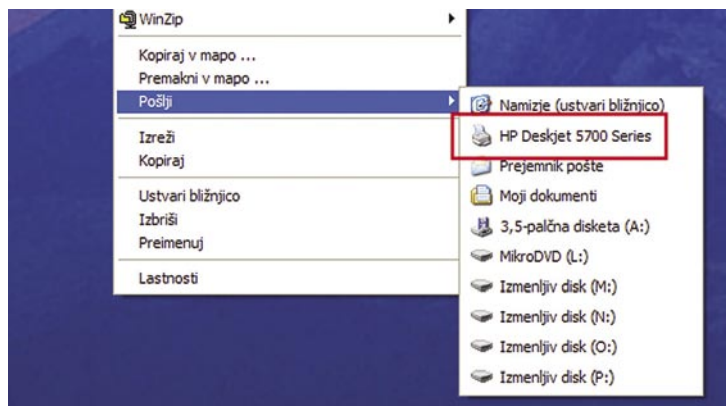 WinZip
Kopiraj v mapo ...
Premakni v mapo ...
Pošlji
Izreži
Kopiraj
Ustvari bližnjico
Izbriši
Preimenuj
Lastnosti
Namizje (ustvari bližnjico)
HP Deskjet 5700 Series
Prejemnik pošte
Moji dokumenti
3,5-palčna disketa (A:)
MikroDVD (L:)
Izmenljiv disk (M:)
Izmenljiv disk (N:)
Izmenljiv disk (O:)
Izmenljiv disk (P:)